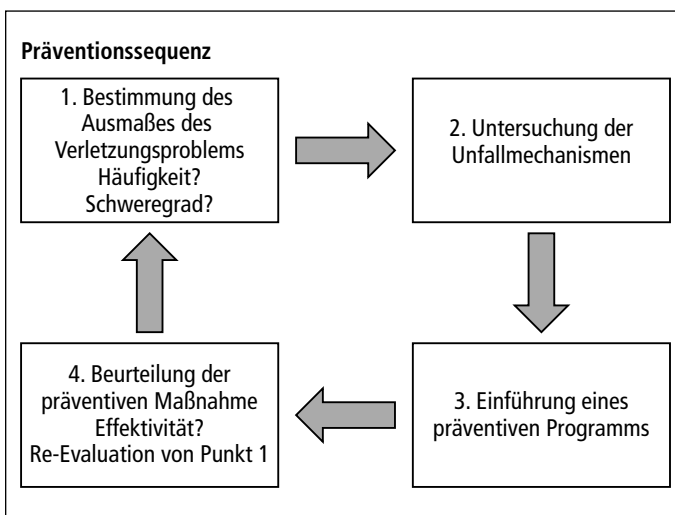 Präventionssequenz
1. Bestimmung des
Ausmaßes des
Verletzungsproblems
Häufigkeit?
Schweregrad?
2. Untersuchung der
Unfallmechanismen
3. Einführung eines
präventiven Programms
4. Beurteilung der
präventiven Maßnahme
Effektivität?
Re-Evaluation von Punkt 1